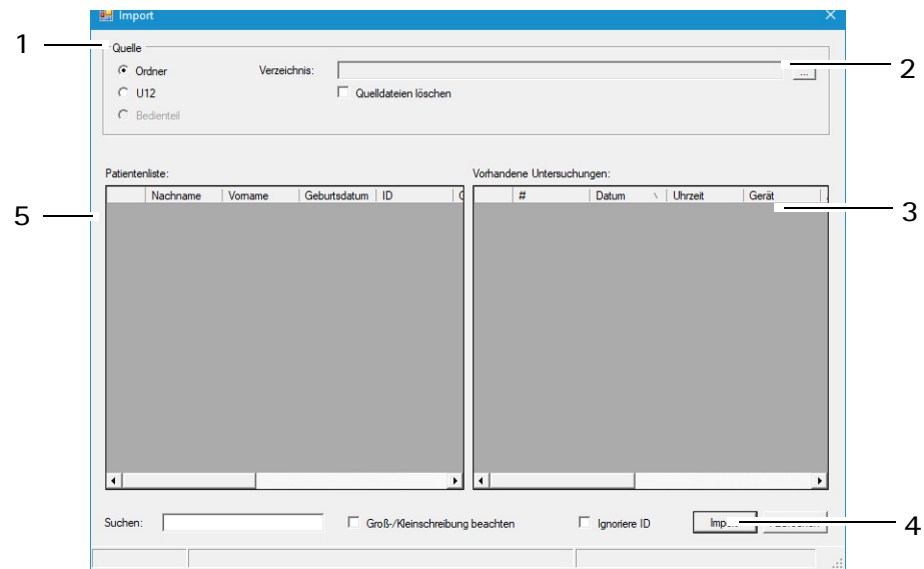 Import
1
Quelle
Ordner
Verzeichnis:
...
2
U12
Quelldateien löschen
Bedienteil
Patientenliste:
Vorhandene Untersuchungen:
Nachname Vorname Geburtsdatum ID
# Datum Uhrzeit Gerät
3
5
Suchen:
Groß-/Kleinschreibung beachten
Ignoriere ID
4